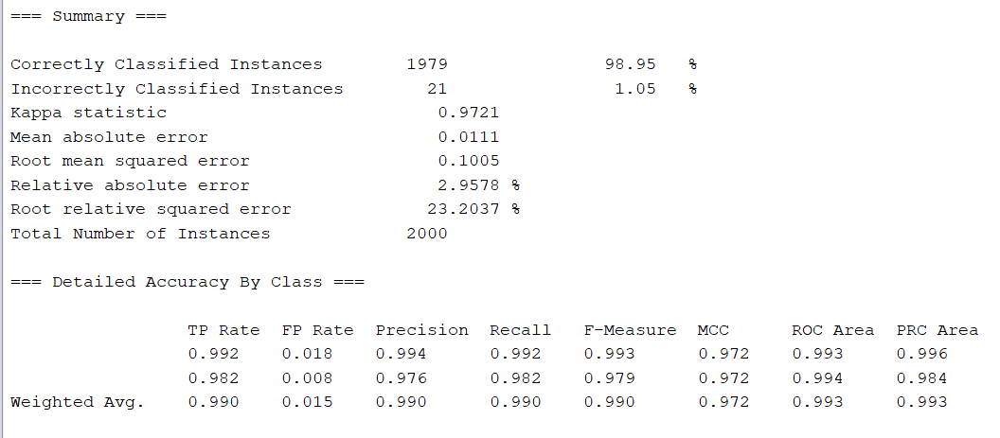 === Summary ===
Correctly Classified Instances 1979 98.95 %
Incorrectly Classified Instances 21 1.05 %
Kappa statistic 0.9721
Mean absolute error 0.0111
Root mean squared error 0.1005
Relative absolute error 2.9578 %
Root relative squared error 23.2037 %
Total Number of Instances 2000
=== Detailed Accuracy By Class ===
TP Rate FP Rate Precision Recall F-Measure MCC ROC Area PRC Area
0.992 0.018 0.994 0.992 0.993 0.972 0.993 0.996
0.982 0.008 0.976 0.982 0.979 0.972 0.994 0.984
Weighted Avg. 0.990 0.015 0.990 0.990 0.990 0.972 0.993 0.993